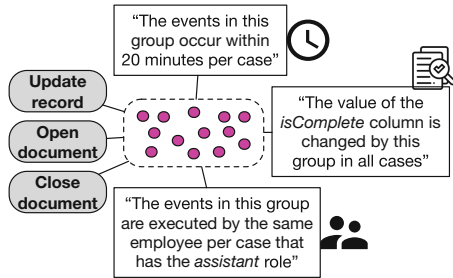 “The events in this
group occur within
20 minutes per case”
Update
record
Open
document
Close
document
“The value of the
isComplete column is
changed by this
group in all cases”
“The events in this group
are executed by the same
employee per case that
has the assistant role”